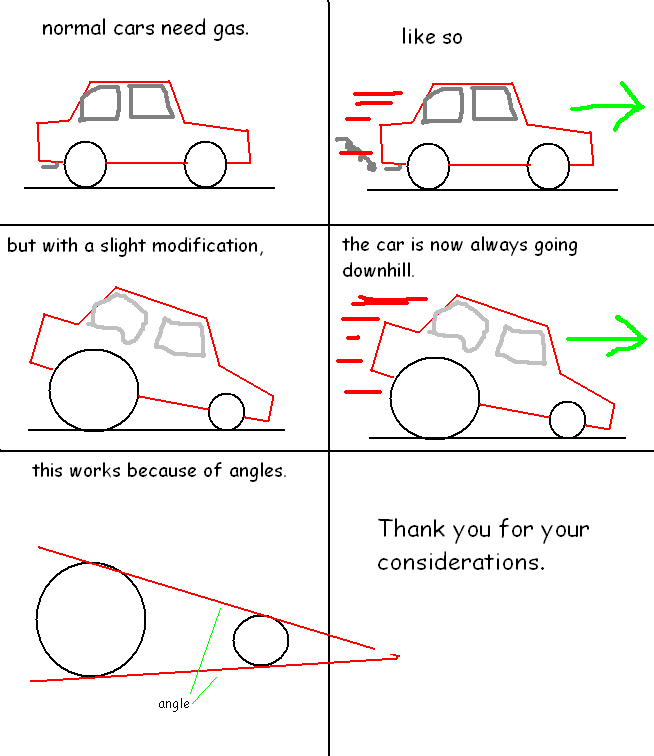 normal cars need gas.
like so
but with a slight modification,
the car is now always going
downhill.
this works because of angles.
angle
Thank you for your
considerations.